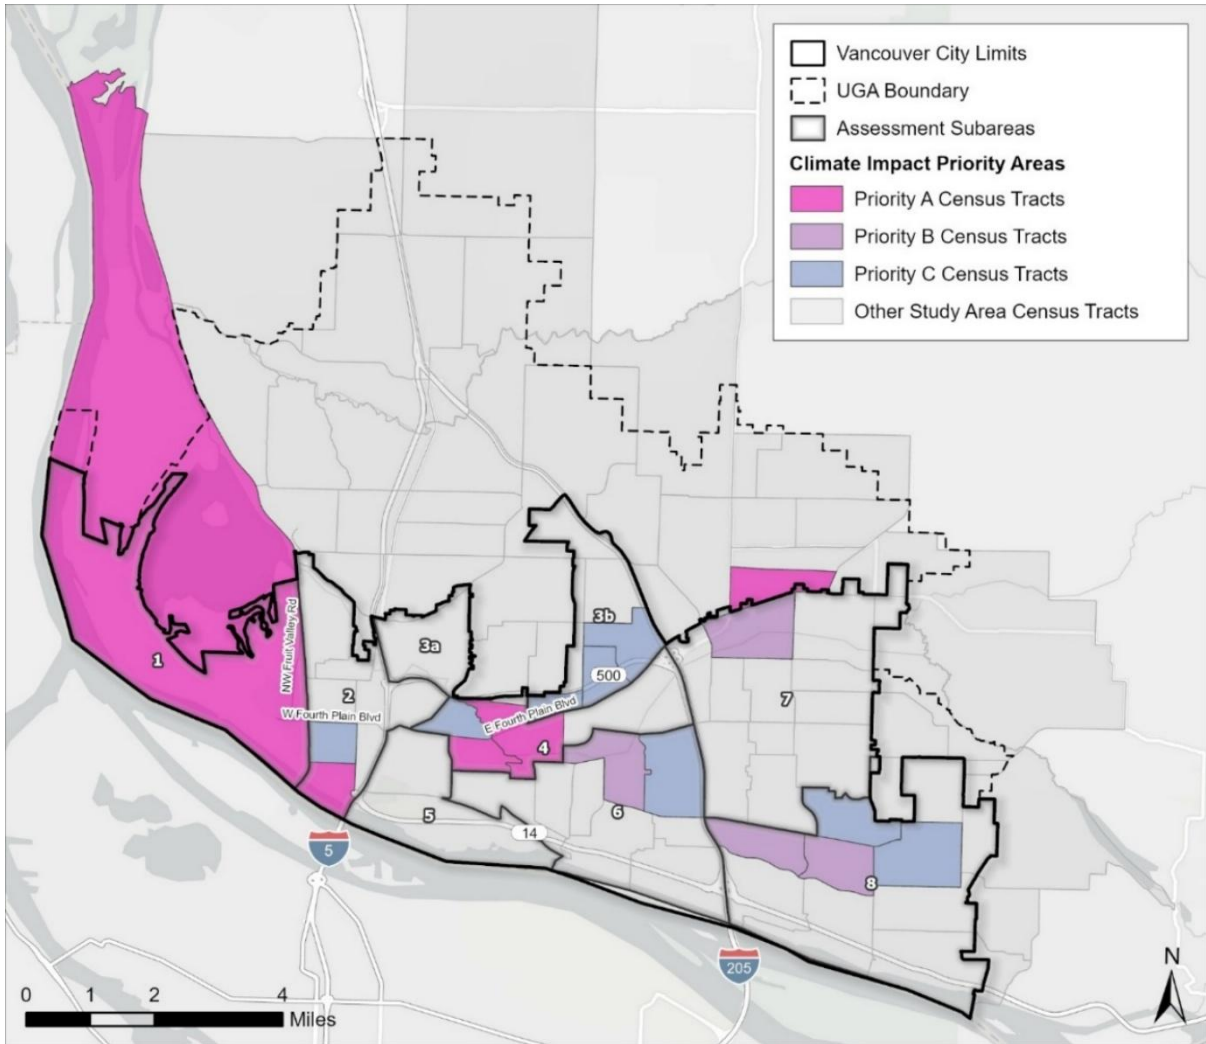 Vancouver City Limits
UGA Boundary
Assessment Subareas
Climate Impact Priority Areas
Priority A Census Tracts
Priority B Census Tracts
Priority C Census Tracts
Other Study Area Census Tracts
1
NW Fruit Valley Rd
2
W Fourth Plain Blvd
3a
3b
500
E Fourth Plain Blvd
4
5
14
6
7
8
5
205
0 1 2 4
Miles
N